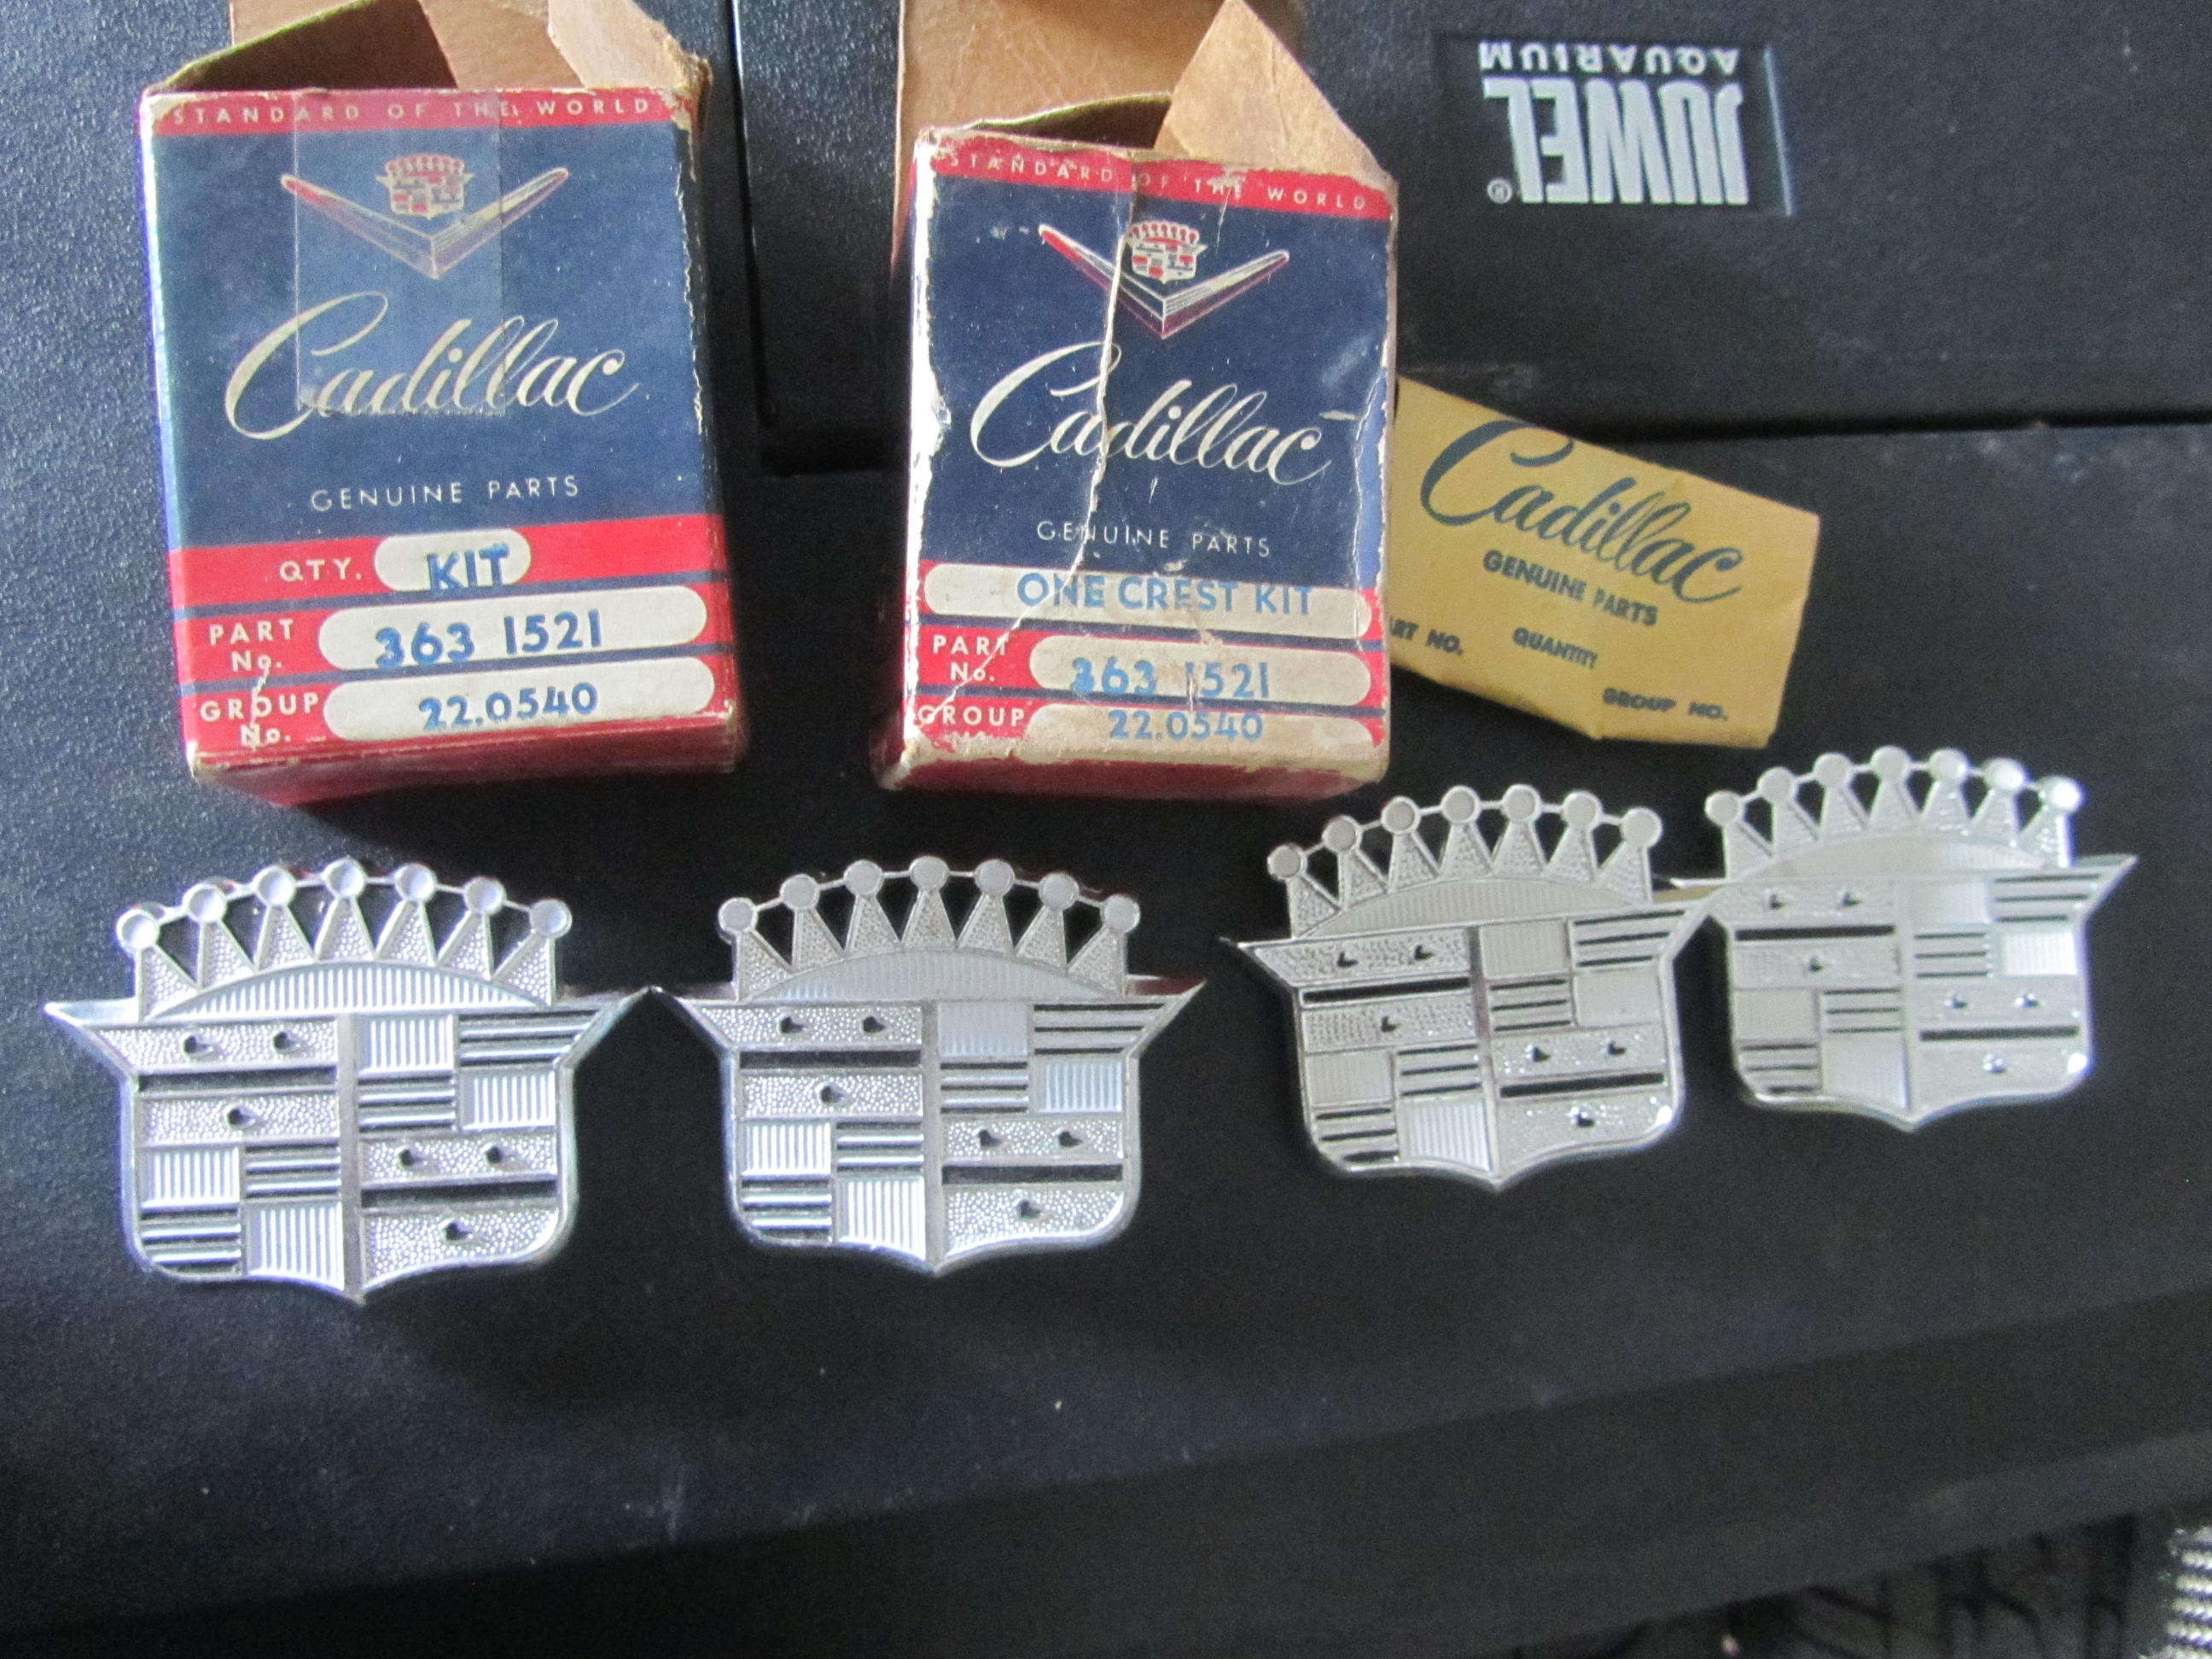 STANDARD OF THE WORLD
Cadillac
GENUINE PARTS
QTY. KIT
PART No. 363 1521
GROUP No. 22.0540
STANDARD OF THE WORLD
Cadillac
GENUINE PARTS
ONE CREST KIT
PART No. 363 1521
GROUP 22.0540
Cadillac
GENUINE PARTS
QUANTITY
GROUP NO.
JUWEL®
AQUARIUM